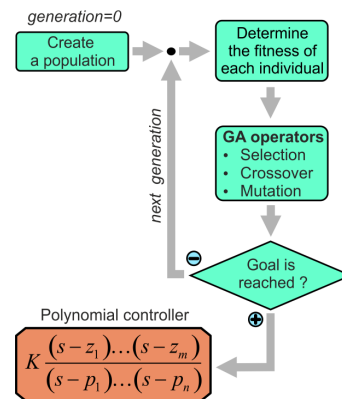 generation=0
Create
a population
Determine
the fitness of
each individual
GA operators
• Selection
• Crossover
• Mutation
next generation
Goal is
reached ?
−
+
Polynomial controller
K (s−z₁)...(s−zₘ) / (s−p₁)...(s−pₙ)